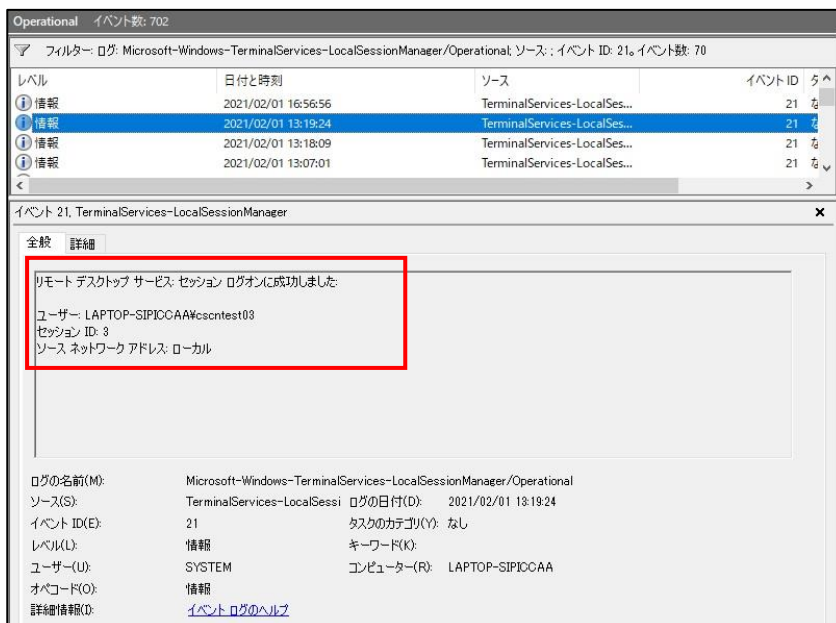 Operational イベント数: 702
フィルター: ログ: Microsoft-Windows-TerminalServices-LocalSessionManager/Operational; ソース: ; イベント ID: 21。イベント数: 70
レベル 日付と時刻 ソース イベント ID タ
情報 2021/02/01 16:56:56 TerminalServices-LocalSes... 21 な
情報 2021/02/01 13:19:24 TerminalServices-LocalSes... 21 な
情報 2021/02/01 13:18:09 TerminalServices-LocalSes... 21 な
情報 2021/02/01 13:07:01 TerminalServices-LocalSes... 21 な
イベント 21, TerminalServices-LocalSessionManager
全般 詳細
リモート デスクトップ サービス: セッション ログオンに成功しました:
ユーザー: LAPTOP-SIPICCAA¥cscntest03
セッション ID: 3
ソース ネットワーク アドレス: ローカル
ログの名前(M): Microsoft-Windows-TerminalServices-LocalSessionManager/Operational
ソース(S): TerminalServices-LocalSessi ログの日付(D): 2021/02/01 13:19:24
イベント ID(E): 21 タスクのカテゴリ(Y): なし
レベル(L): 情報 キーワード(K):
ユーザー(U): SYSTEM コンピューター(R): LAPTOP-SIPICCAA
オペコード(O): 情報
詳細情報(I): イベント ログのヘルプ